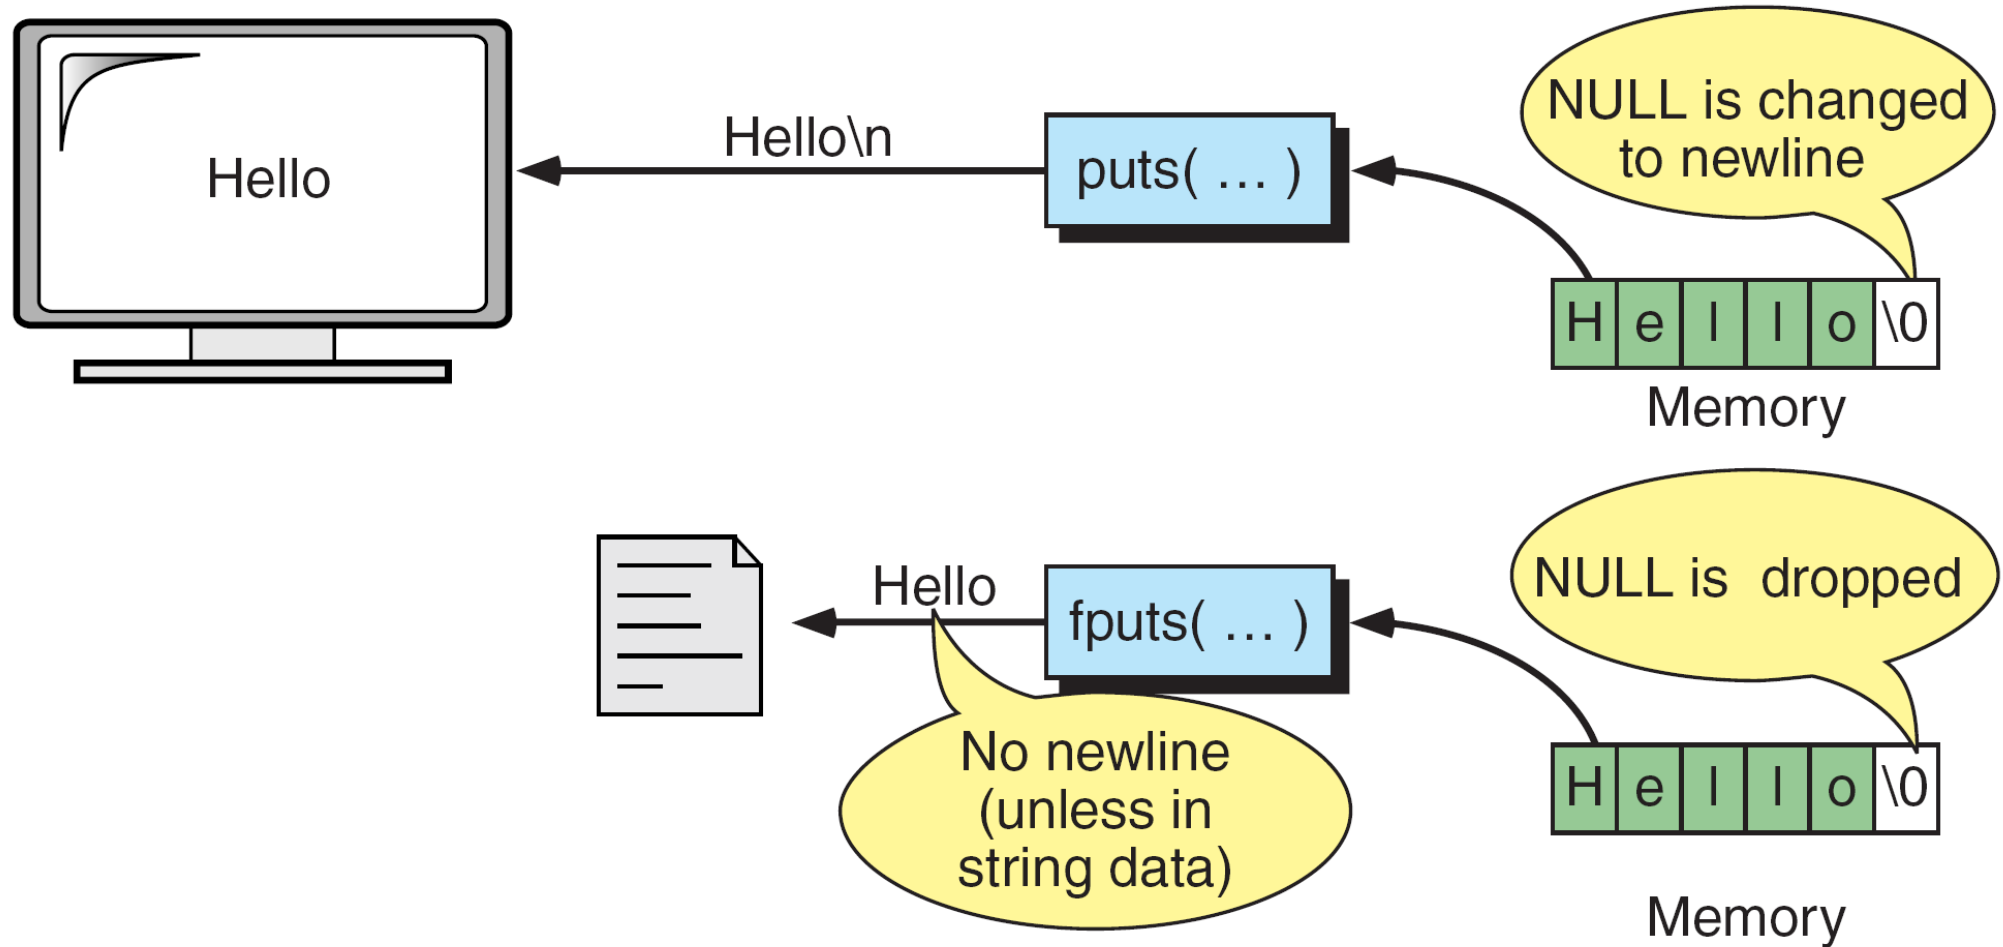 Hello
Hello\n
puts( ... )
NULL is changed
to newline
H e l l o \0
Memory
Hello
fputs( ... )
NULL is dropped
No newline
(unless in
string data)
H e l l o \0
Memory